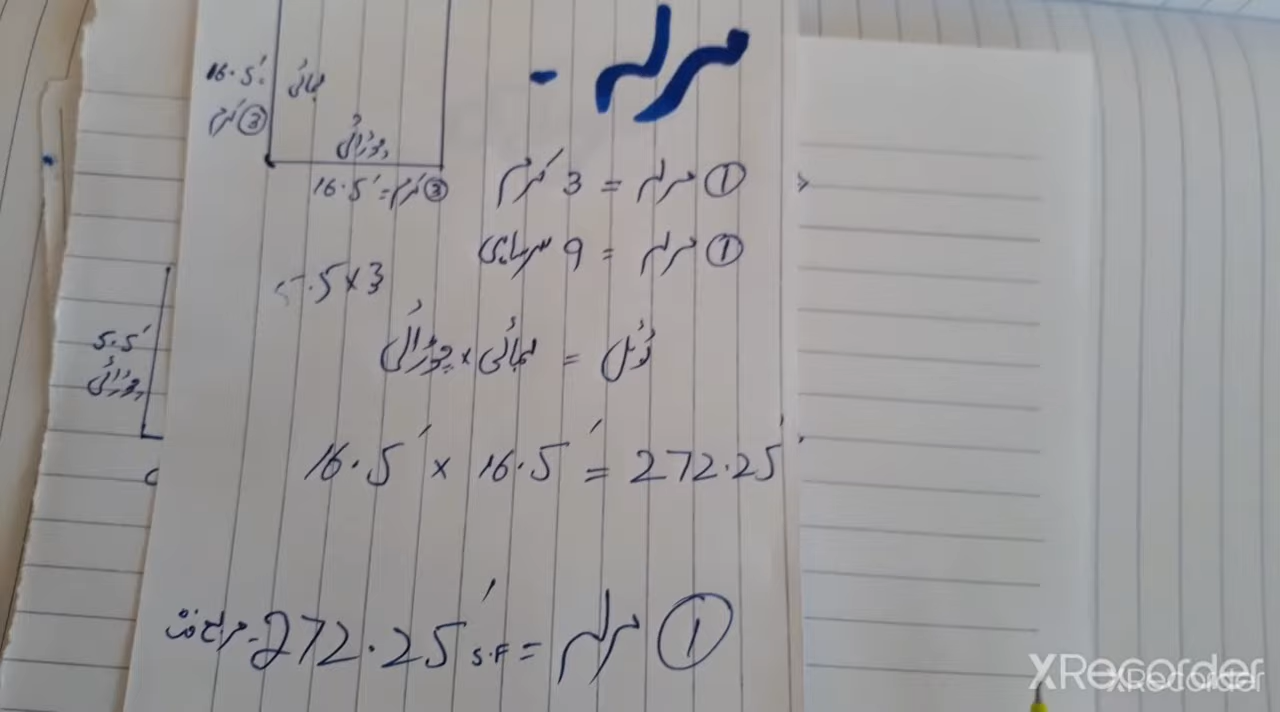 مرلہ -
16.5'
③ کرم
لمبائی
چوڑائی
16.5' = کرم ③
① مرلہ = 3 کرم
① مرلہ = 9 سرسائی
5.5 x 3
5.5'
چوڑائی
رقبہ = لمبائی x چوڑائی
16.5' x 16.5' = 272.25'
① مرلہ = 272.25' S.F مربع فٹ
XRecorder
XRecorder